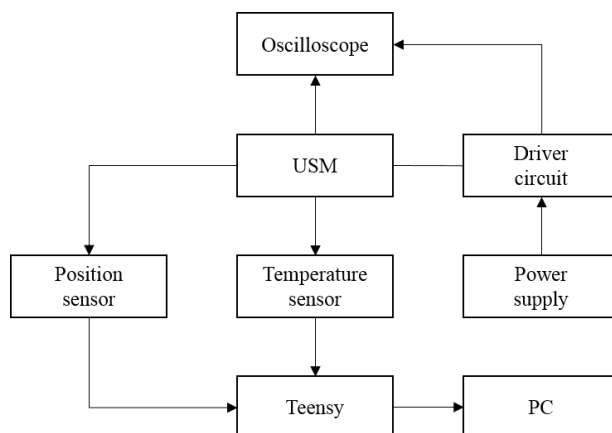 Oscilloscope
USM
Driver
circuit
Position
sensor
Temperature
sensor
Power
supply
Teensy
PC